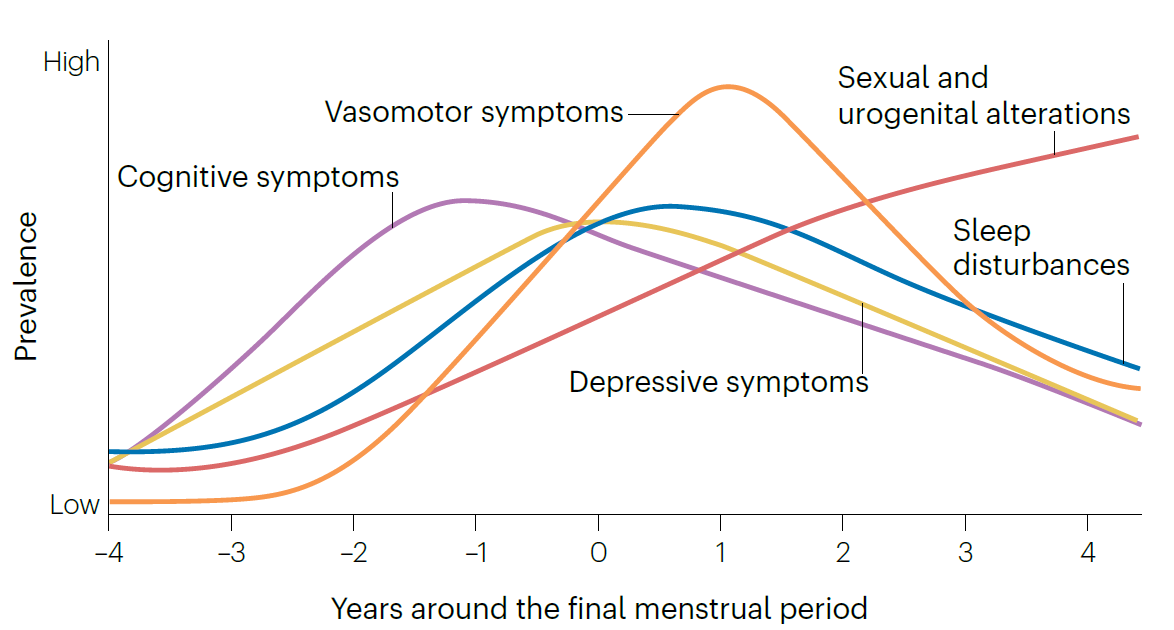 High
Sexual and
urogenital alterations
Vasomotor symptoms
Cognitive symptoms
Sleep
disturbances
Prevalence
Depressive symptoms
Low
–4 –3 –2 –1 0 1 2 3 4
Years around the final menstrual period